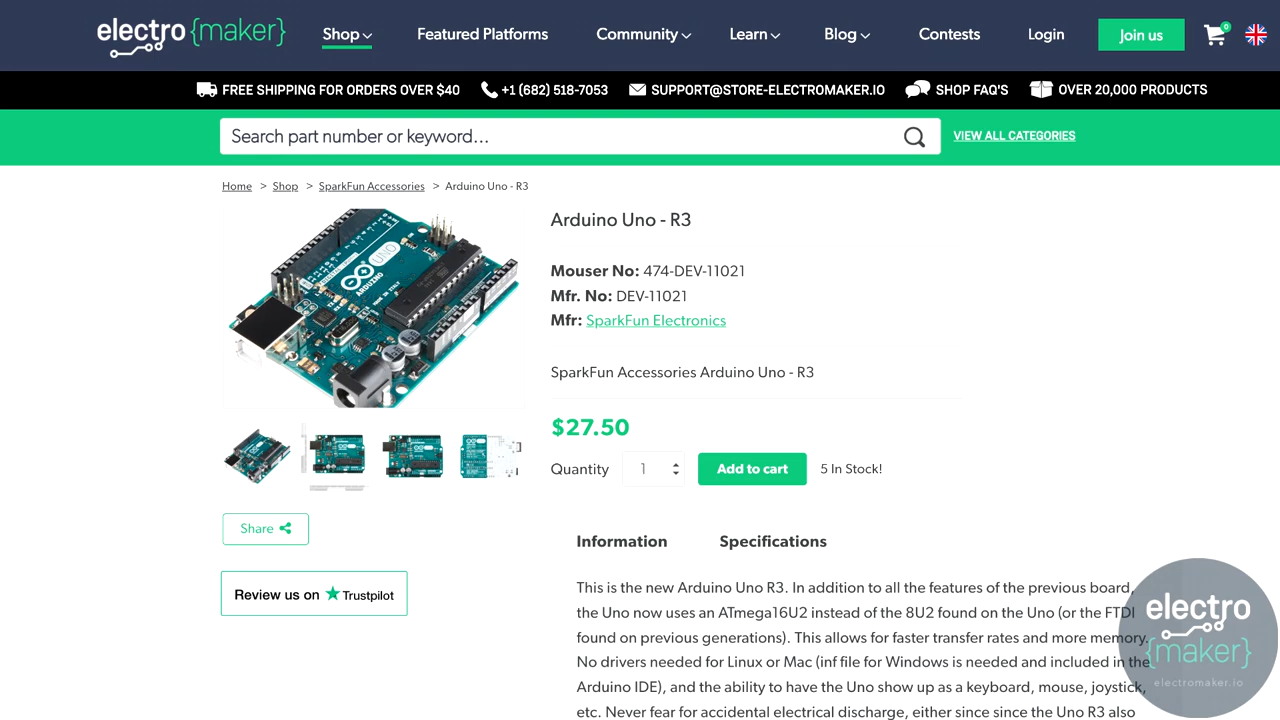 electro {maker}
Shop Featured Platforms Community Learn Blog Contests Login Join us 0
FREE SHIPPING FOR ORDERS OVER $40 +1 (682) 518-7053 SUPPORT@STORE-ELECTROMAKER.IO SHOP FAQ'S OVER 20,000 PRODUCTS
Search part number or keyword... VIEW ALL CATEGORIES
Home > Shop > SparkFun Accessories > Arduino Uno - R3
UNO
ARDUINO
Arduino Uno - R3
Mouser No: 474-DEV-11021
Mfr. No: DEV-11021
Mfr: SparkFun Electronics
SparkFun Accessories Arduino Uno - R3
$27.50
Quantity 1 Add to cart 5 In Stock!
Share
Review us on Trustpilot
Information Specifications
This is the new Arduino Uno R3. In addition to all the features of the previous board,
the Uno now uses an ATmega16U2 instead of the 8U2 found on the Uno (or the FTDI
found on previous generations). This allows for faster transfer rates and more memory.
No drivers needed for Linux or Mac (inf file for Windows is needed and included in the
Arduino IDE), and the ability to have the Uno show up as a keyboard, mouse, joystick,
etc. Never fear for accidental electrical discharge, either since since the Uno R3 also
electro
{maker}
electromaker.io